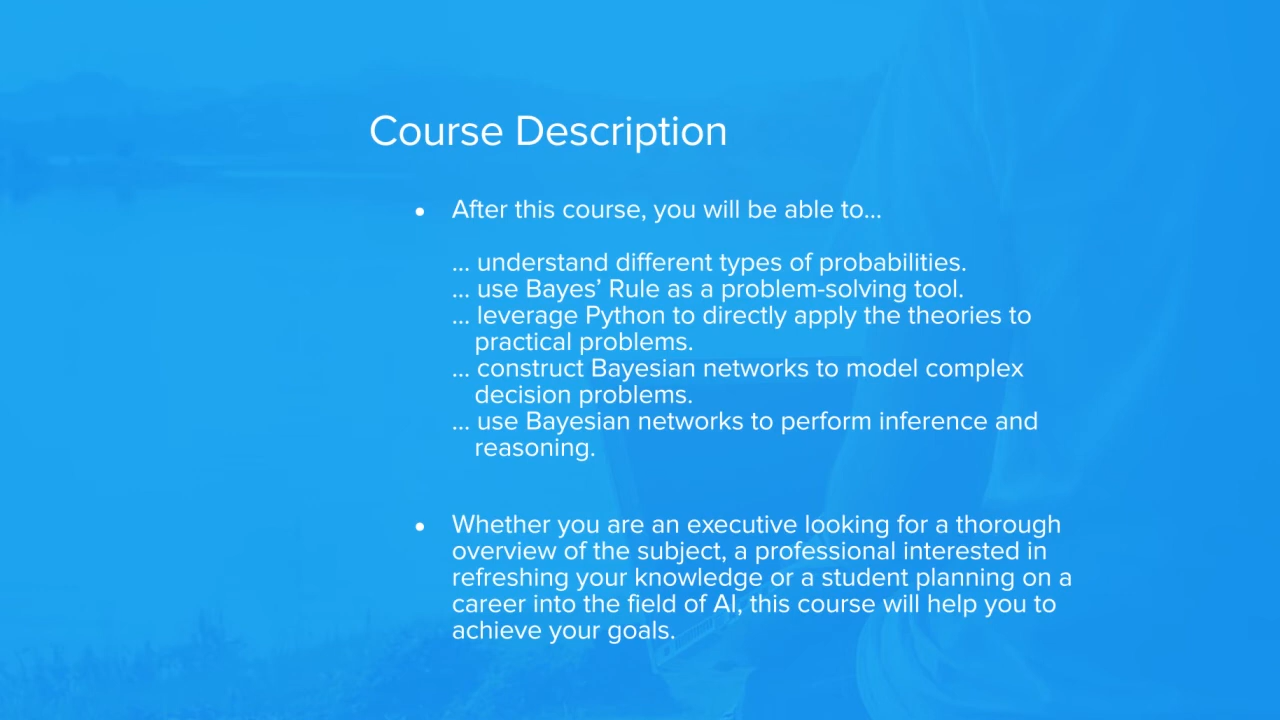 Course Description
• After this course, you will be able to...
... understand different types of probabilities.
... use Bayes’ Rule as a problem-solving tool.
... leverage Python to directly apply the theories to
practical problems.
... construct Bayesian networks to model complex
decision problems.
... use Bayesian networks to perform inference and
reasoning.
• Whether you are an executive looking for a thorough
overview of the subject, a professional interested in
refreshing your knowledge or a student planning on a
career into the field of AI, this course will help you to
achieve your goals.